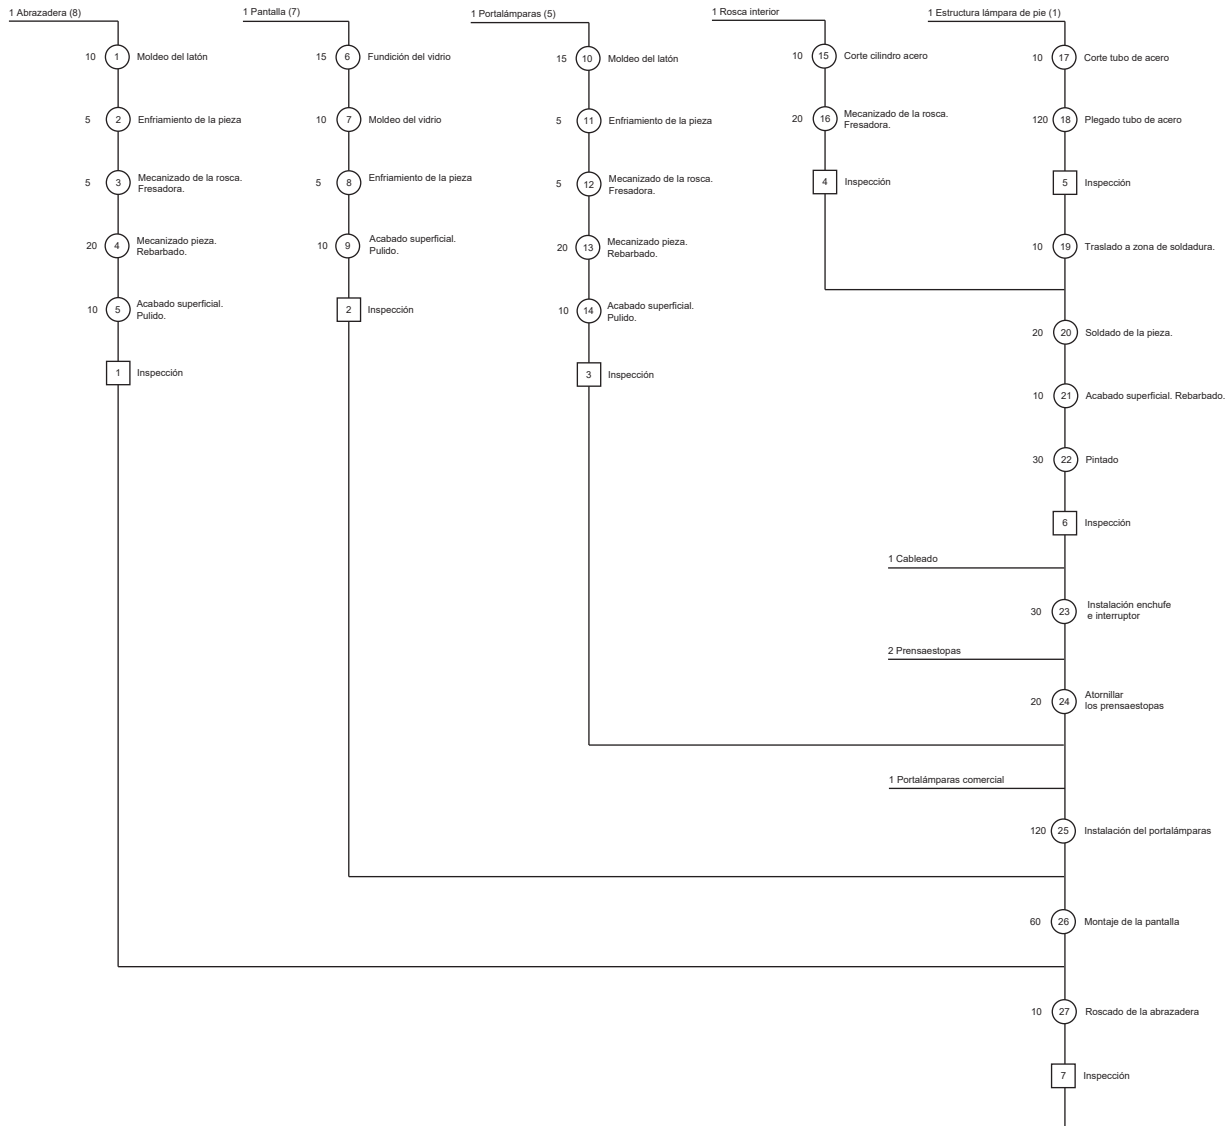 1 Abrazadera (8)
10 1 Moldeo del latón
5 2 Enfriamiento de la pieza
5 3 Mecanizado de la rosca.
Fresadora.
20 4 Mecanizado pieza.
Rebarbado.
10 5 Acabado superficial.
Pulido.
1 Inspección
1 Pantalla (7)
15 6 Fundición del vidrio
10 7 Moldeo del vidrio
5 8 Enfriamiento de la pieza
10 9 Acabado superficial.
Pulido.
2 Inspección
1 Portalámparas (5)
15 10 Moldeo del latón
5 11 Enfriamiento de la pieza
5 12 Mecanizado de la rosca.
Fresadora.
20 13 Mecanizado pieza.
Rebarbado.
10 14 Acabado superficial.
Pulido.
3 Inspección
1 Rosca interior
10 15 Corte cilindro acero
20 16 Mecanizado de la rosca.
Fresadora.
4 Inspección
1 Estructura lámpara de pie (1)
10 17 Corte tubo de acero
120 18 Plegado tubo de acero
5 Inspección
10 19 Traslado a zona de soldadura.
20 20 Soldado de la pieza.
10 21 Acabado superficial. Rebarbado.
30 22 Pintado
6 Inspección
1 Cableado
30 23 Instalación enchufe
e interruptor
2 Prensaestopas
20 24 Atornillar
los prensaestopas
1 Portalámparas comercial
120 25 Instalación del portalámparas
60 26 Montaje de la pantalla
10 27 Roscado de la abrazadera
7 Inspección